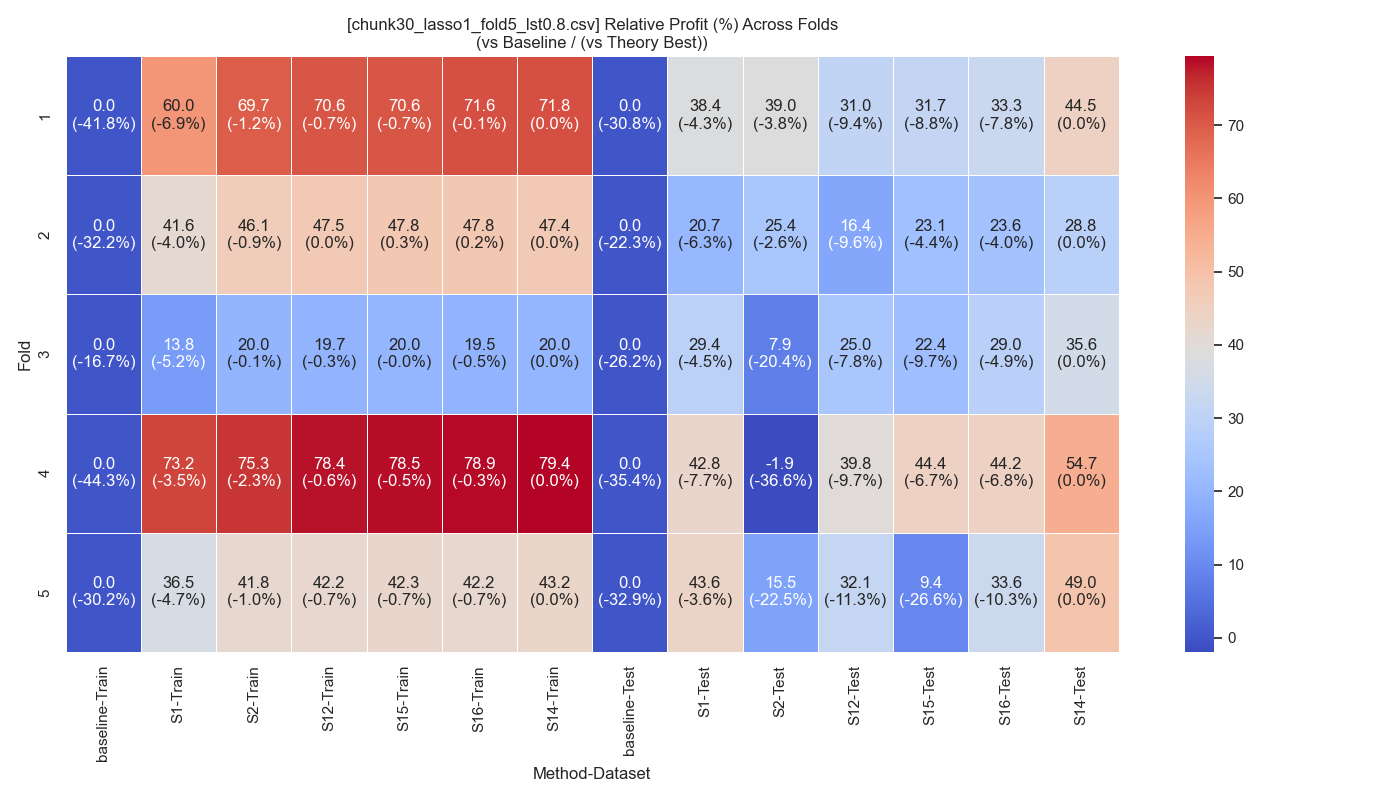 [chunk30_lasso1_fold5_lst0.8.csv] Relative Profit (%) Across Folds
(vs Baseline / (vs Theory Best))
Fold
1
0.0 60.0 69.7 70.6 70.6 71.6 71.8 0.0 38.4 39.0 31.0 31.7 33.3 44.5
(-41.8%) (-6.9%) (-1.2%) (-0.7%) (-0.7%) (-0.1%) (0.0%) (-30.8%) (-4.3%) (-3.8%) (-9.4%) (-8.8%) (-7.8%) (0.0%)
2
0.0 41.6 46.1 47.5 47.8 47.8 47.4 0.0 20.7 25.4 16.4 23.1 23.6 28.8
(-32.2%) (-4.0%) (-0.9%) (0.0%) (0.3%) (0.2%) (0.0%) (-22.3%) (-6.3%) (-2.6%) (-9.6%) (-4.4%) (-4.0%) (0.0%)
3
0.0 13.8 20.0 19.7 20.0 19.5 20.0 0.0 29.4 7.9 25.0 22.4 29.0 35.6
(-16.7%) (-5.2%) (-0.1%) (-0.3%) (-0.0%) (-0.5%) (0.0%) (-26.2%) (-4.5%) (-20.4%) (-7.8%) (-9.7%) (-4.9%) (0.0%)
4
0.0 73.2 75.3 78.4 78.5 78.9 79.4 0.0 42.8 -1.9 39.8 44.4 44.2 54.7
(-44.3%) (-3.5%) (-2.3%) (-0.6%) (-0.5%) (-0.3%) (0.0%) (-35.4%) (-7.7%) (-36.6%) (-9.7%) (-6.7%) (-6.8%) (0.0%)
5
0.0 36.5 41.8 42.2 42.3 42.2 43.2 0.0 43.6 15.5 32.1 9.4 33.6 49.0
(-30.2%) (-4.7%) (-1.0%) (-0.7%) (-0.7%) (-0.7%) (0.0%) (-32.9%) (-3.6%) (-22.5%) (-11.3%) (-26.6%) (-10.3%) (0.0%)
baseline-Train
S1-Train
S2-Train
S12-Train
S15-Train
S16-Train
S14-Train
baseline-Test
S1-Test
S2-Test
S12-Test
S15-Test
S16-Test
S14-Test
Method-Dataset
70
60
50
40
30
20
10
0